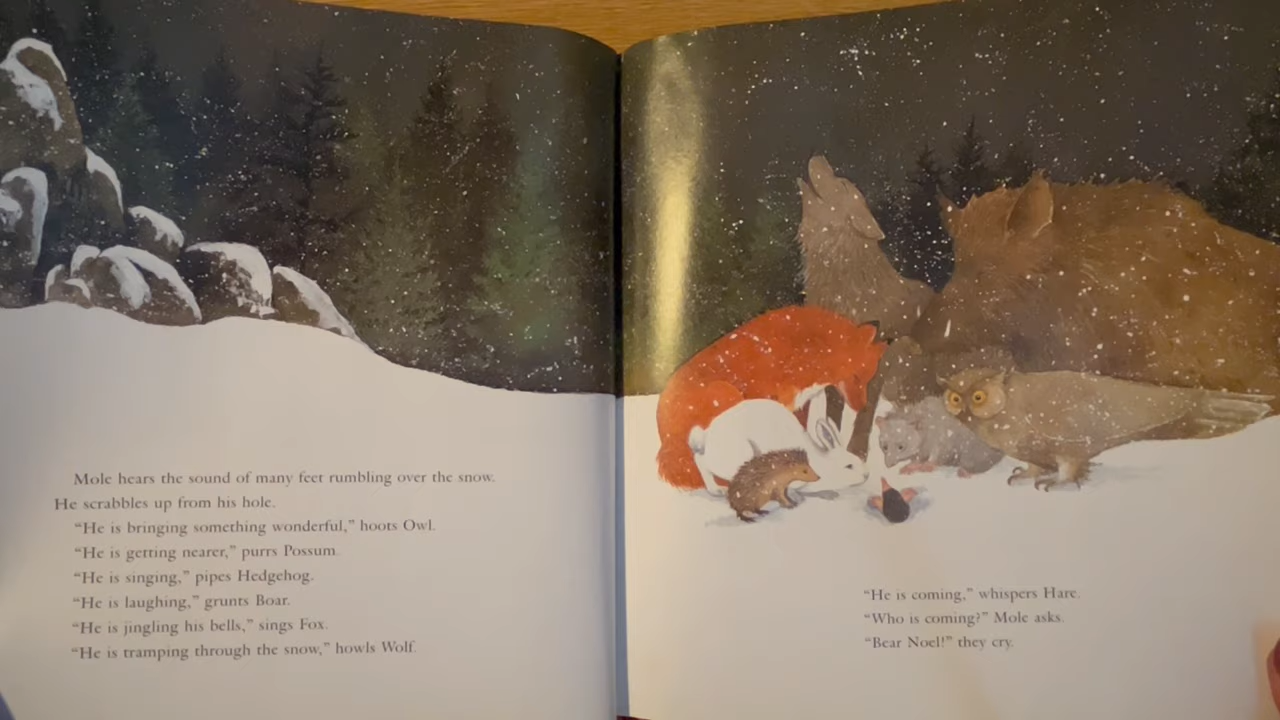 Mole hears the sound of many feet rumbling over the snow.
He scrabbles up from his hole.
“He is bringing something wonderful,” hoots Owl.
“He is getting nearer,” purrs Possum.
“He is singing,” pipes Hedgehog.
“He is laughing,” grunts Boar.
“He is jingling his bells,” sings Fox.
“He is tramping through the snow,” howls Wolf.
“He is coming,” whispers Hare.
“Who is coming?” Mole asks.
“Bear Noel!” they cry.